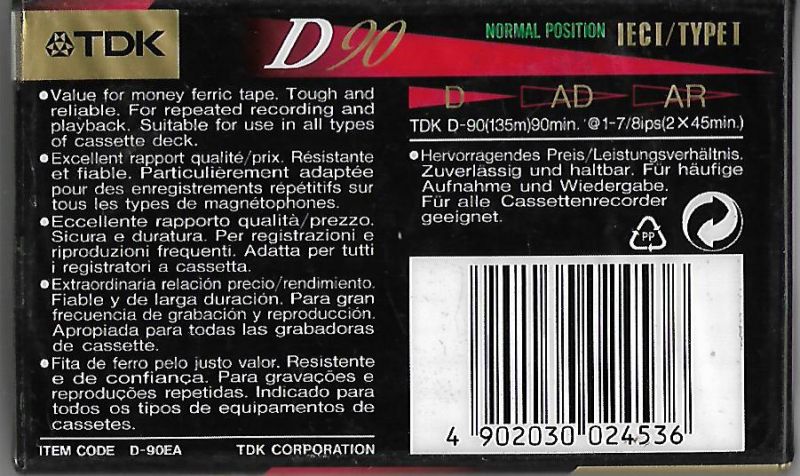 TDK
D90
NORMAL POSITION IECI/TYPE I
•Value for money ferric tape. Tough and
reliable. For repeated recording and
playback. Suitable for use in all types
of cassette deck.
•Excellent rapport qualité/prix. Résistante
et fiable. Particulièrement adaptée
pour des enregistrements répétitifs sur
tous les types de magnétophones.
•Eccellente rapporto qualità/prezzo.
Sicura e duratura. Per registrazioni e
riproduzioni frequenti. Adatta per tutti
i registratori a cassetta.
•Extraordinaria relación precio/rendimiento.
Fiable y de larga duración. Para gran
frecuencia de grabación y reproducción.
Apropiada para todas las grabadoras
de cassette.
•Fita de ferro pelo justo valor. Resistente
e de confiança. Para gravações e
reproduções repetidas. Indicado para
todos os tipos de equipamentos de
cassetes.
ITEM CODE D-90EA TDK CORPORATION
D AD AR
TDK D-90(135m)90min. @1-7/8ips(2×45min.)
•Hervorragendes Preis/Leistungsverhältnis.
Zuverlässig und haltbar. Für häufige
Aufnahme und Wiedergabe.
Für alle Cassettenrecorder
geeignet.
PP
4 902030 024536